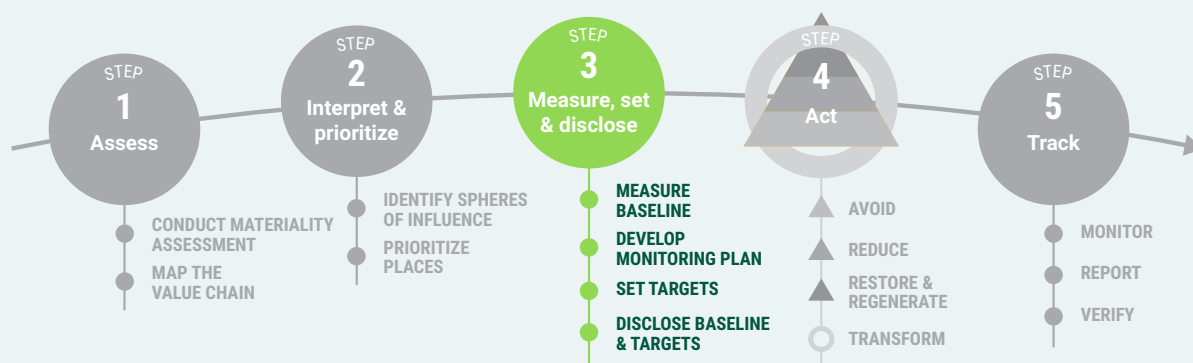 STEP
1
Assess
CONDUCT MATERIALITY
ASSESSMENT
MAP THE
VALUE CHAIN
STEP
2
Interpret &
prioritize
IDENTIFY SPHERES
OF INFLUENCE
PRIORITIZE
PLACES
STEP
3
Measure, set
& disclose
MEASURE
BASELINE
DEVELOP
MONITORING PLAN
SET TARGETS
DISCLOSE BASELINE
& TARGETS
STEP
4
Act
AVOID
REDUCE
RESTORE &
REGENERATE
TRANSFORM
STEP
5
Track
MONITOR
REPORT
VERIFY